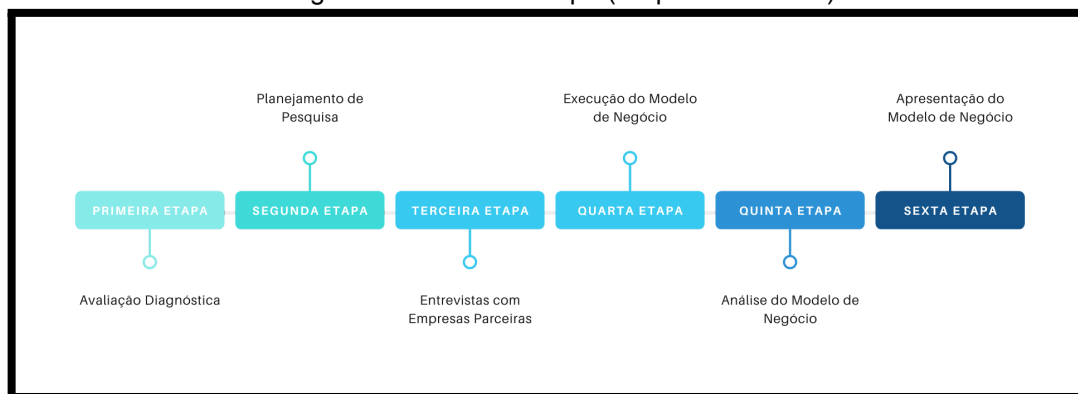 Planejamento de
Pesquisa
Execução do Modelo
de Negócio
Apresentação do
Modelo de Negócio
PRIMEIRA ETAPA
SEGUNDA ETAPA
TERCEIRA ETAPA
QUARTA ETAPA
QUINTA ETAPA
SEXTA ETAPA
Avaliação Diagnóstica
Entrevistas com
Empresas Parceiras
Análise do Modelo de
Negócio